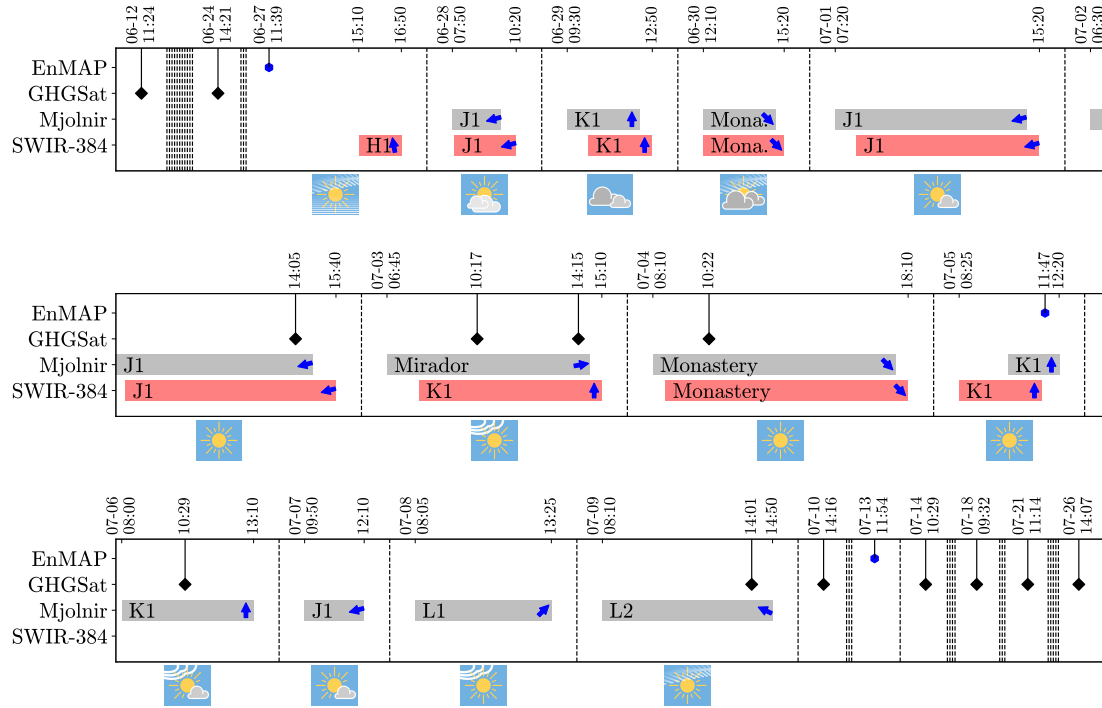 06-12
11:24
06-24
14:21
06-27
11:39
15:10
16:50
06-28
07:50
10:20
06-29
09:30
12:50
06-30
12:10
15:20
07-01
07:20
15:20
07-02
06:30
EnMAP
GHGSat
Mjolnir
J1
K1
Mona.
J1
SWIR-384
H1
J1
K1
Mona.
J1
14:05
15:40
07-03
06:45
10:17
14:15
15:10
07-04
08:10
10:22
18:10
07-05
08:25
11:47
12:20
EnMAP
GHGSat
Mjolnir
J1
Mirador
Monastery
K1
SWIR-384
J1
K1
Monastery
K1
07-06
08:00
10:29
13:10
07-07
09:50
12:10
07-08
08:05
13:25
07-09
08:10
14:01
14:50
07-10
14:16
07-13
11:54
07-14
10:29
07-18
09:32
07-21
11:14
07-26
14:07
EnMAP
GHGSat
Mjolnir
K1
J1
L1
L2
SWIR-384